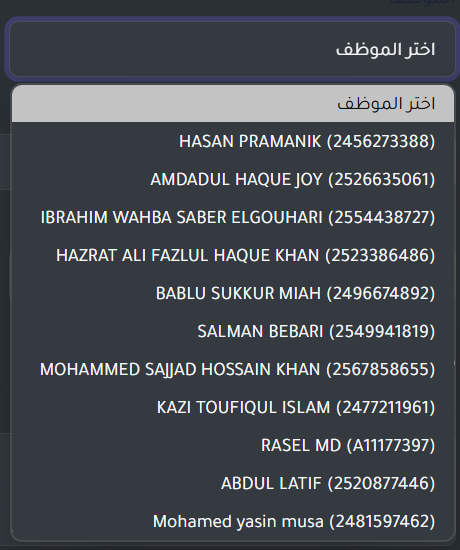 الموظف
اختر الموظف
اختر الموظف
HASAN PRAMANIK (2456273388)
AMDADUL HAQUE JOY (2526635061)
IBRAHIM WAHBA SABER ELGOUHARI (2554438727)
HAZRAT ALI FAZLUL HAQUE KHAN (2523386486)
BABLU SUKKUR MIAH (2496674892)
SALMAN BEBARI (2549941819)
MOHAMMED SAJJAD HOSSAIN KHAN (2567858655)
KAZI TOUFIQUL ISLAM (2477211961)
RASEL MD (A11177397)
ABDUL LATIF (2520877446)
Mohamed yasin musa (2481597462)